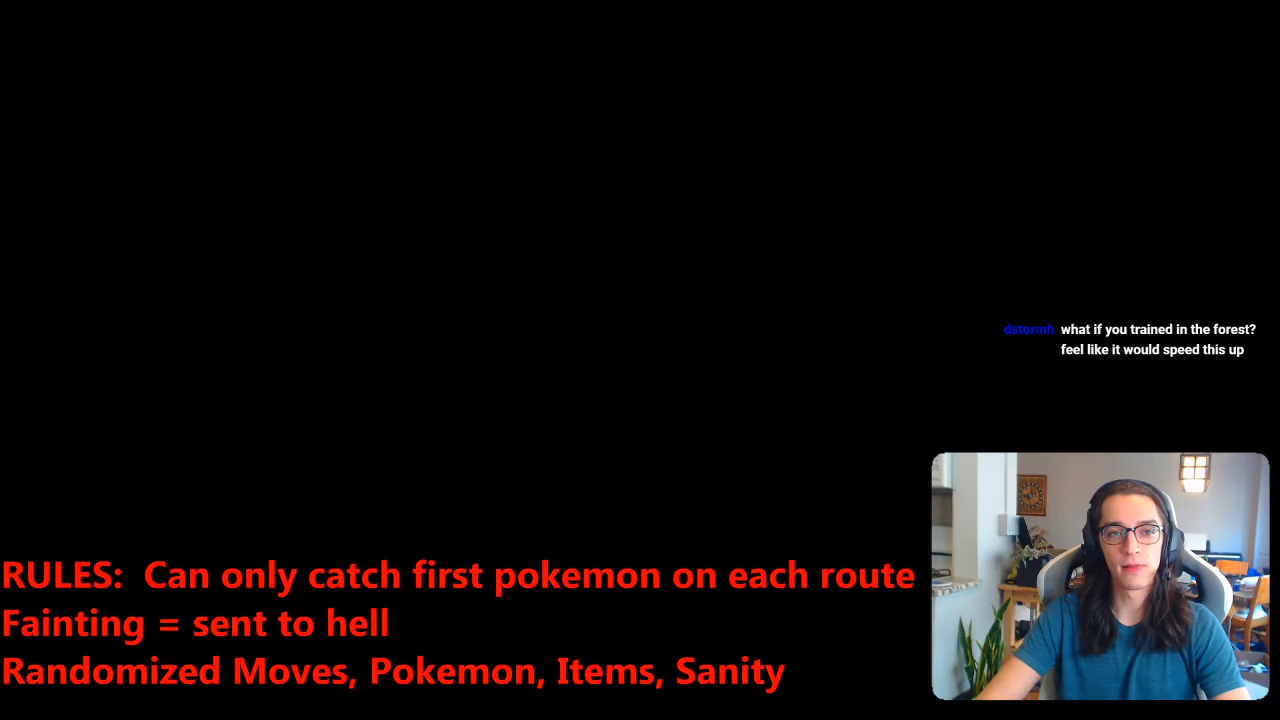 dstormh what if you trained in the forest?
feel like it would speed this up
RULES:  Can only catch first pokemon on each route
Fainting = sent to hell
Randomized Moves, Pokemon, Items, Sanity